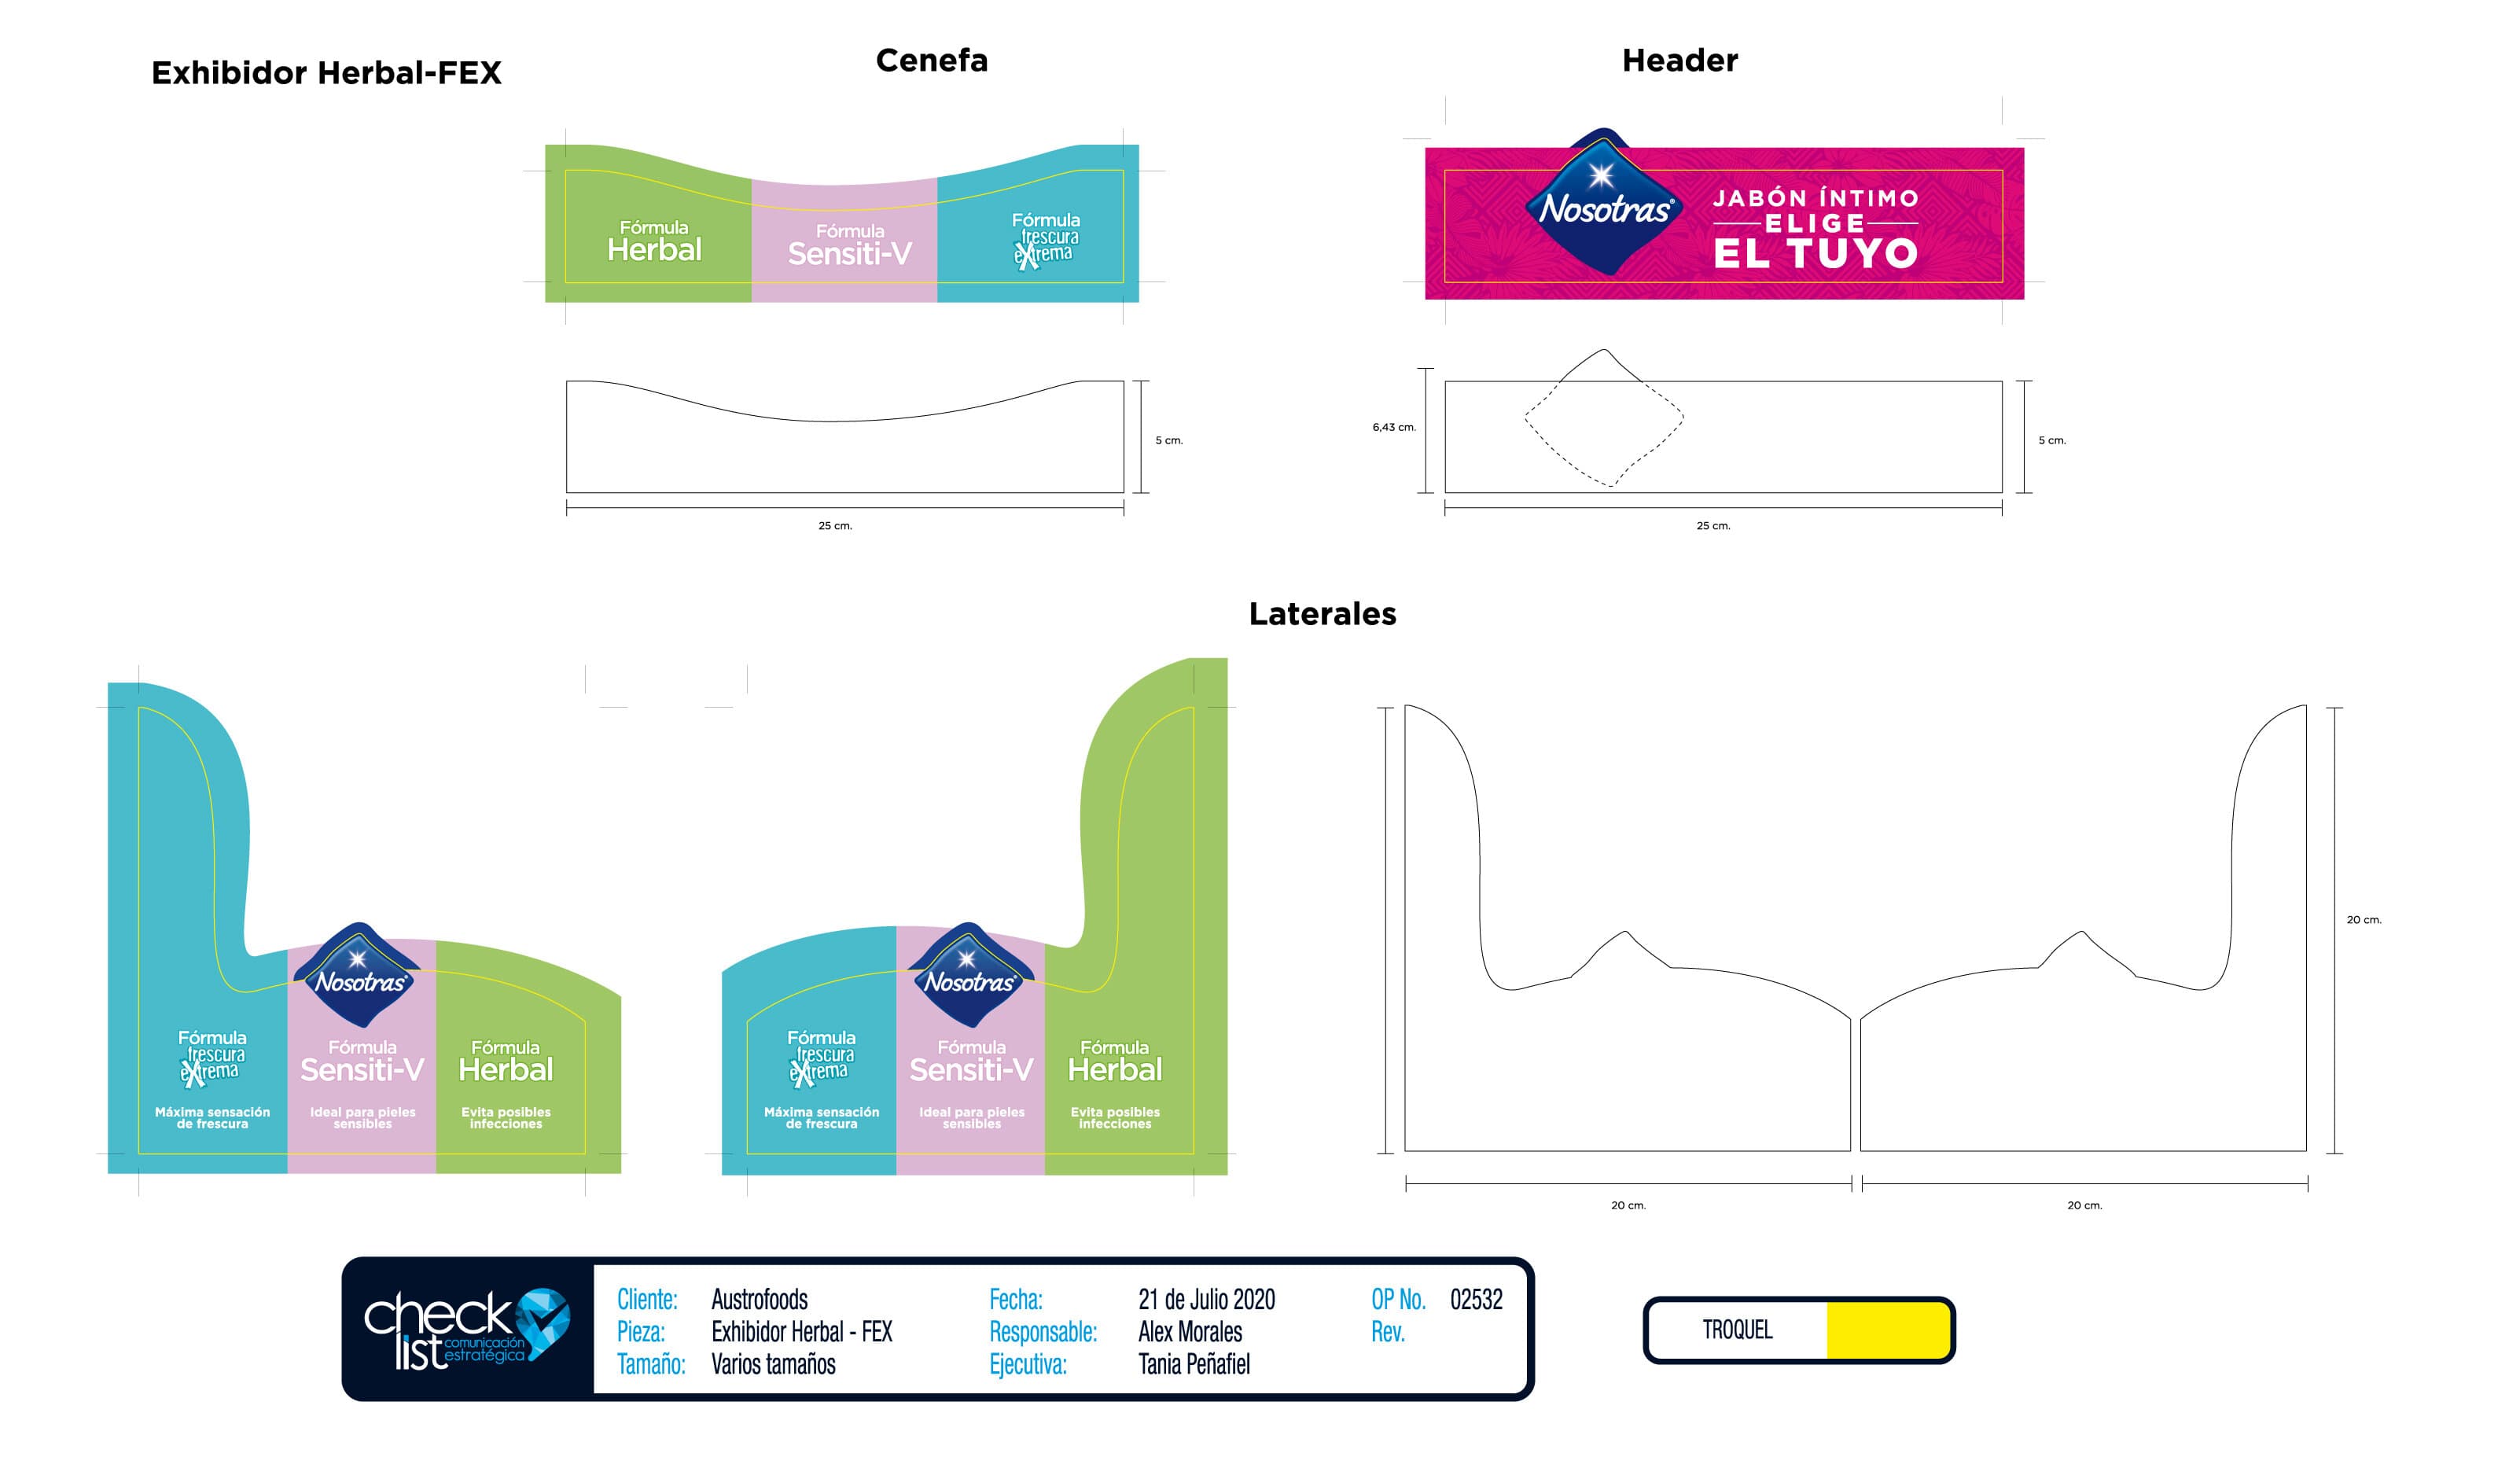 Exhibidor Herbal-FEX
Cenefa
Header
Fórmula
Herbal
Fórmula
Sensiti-V
Fórmula
frescura
eXtrema
Nosotras®
JABÓN ÍNTIMO
ELIGE
EL TUYO
5 cm.
25 cm.
6,43 cm.
5 cm.
25 cm.
Laterales
Nosotras®
Fórmula
frescura
eXtrema
Máxima sensación
de frescura
Fórmula
Sensiti-V
Ideal para pieles
sensibles
Fórmula
Herbal
Evita posibles
infecciones
Nosotras®
Fórmula
frescura
eXtrema
Máxima sensación
de frescura
Fórmula
Sensiti-V
Ideal para pieles
sensibles
Fórmula
Herbal
Evita posibles
infecciones
20 cm.
20 cm.
20 cm.
check
list
comunicación
estratégica
Cliente: Austrofoods
Pieza: Exhibidor Herbal - FEX
Tamaño: Varios tamaños
Fecha: 21 de Julio 2020
Responsable: Alex Morales
Ejecutiva: Tania Peñafiel
OP No. 02532
Rev.
TROQUEL